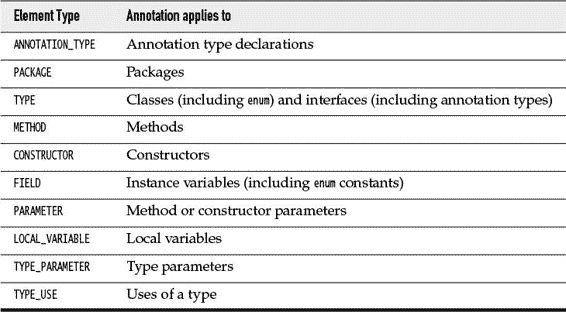 Element Type Annotation applies to
ANNOTATION_TYPE Annotation type declarations
PACKAGE Packages
TYPE Classes (including enum) and interfaces (including annotation types)
METHOD Methods
CONSTRUCTOR Constructors
FIELD Instance variables (including enum constants)
PARAMETER Method or constructor parameters
LOCAL_VARIABLE Local variables
TYPE_PARAMETER Type parameters
TYPE_USE Uses of a type